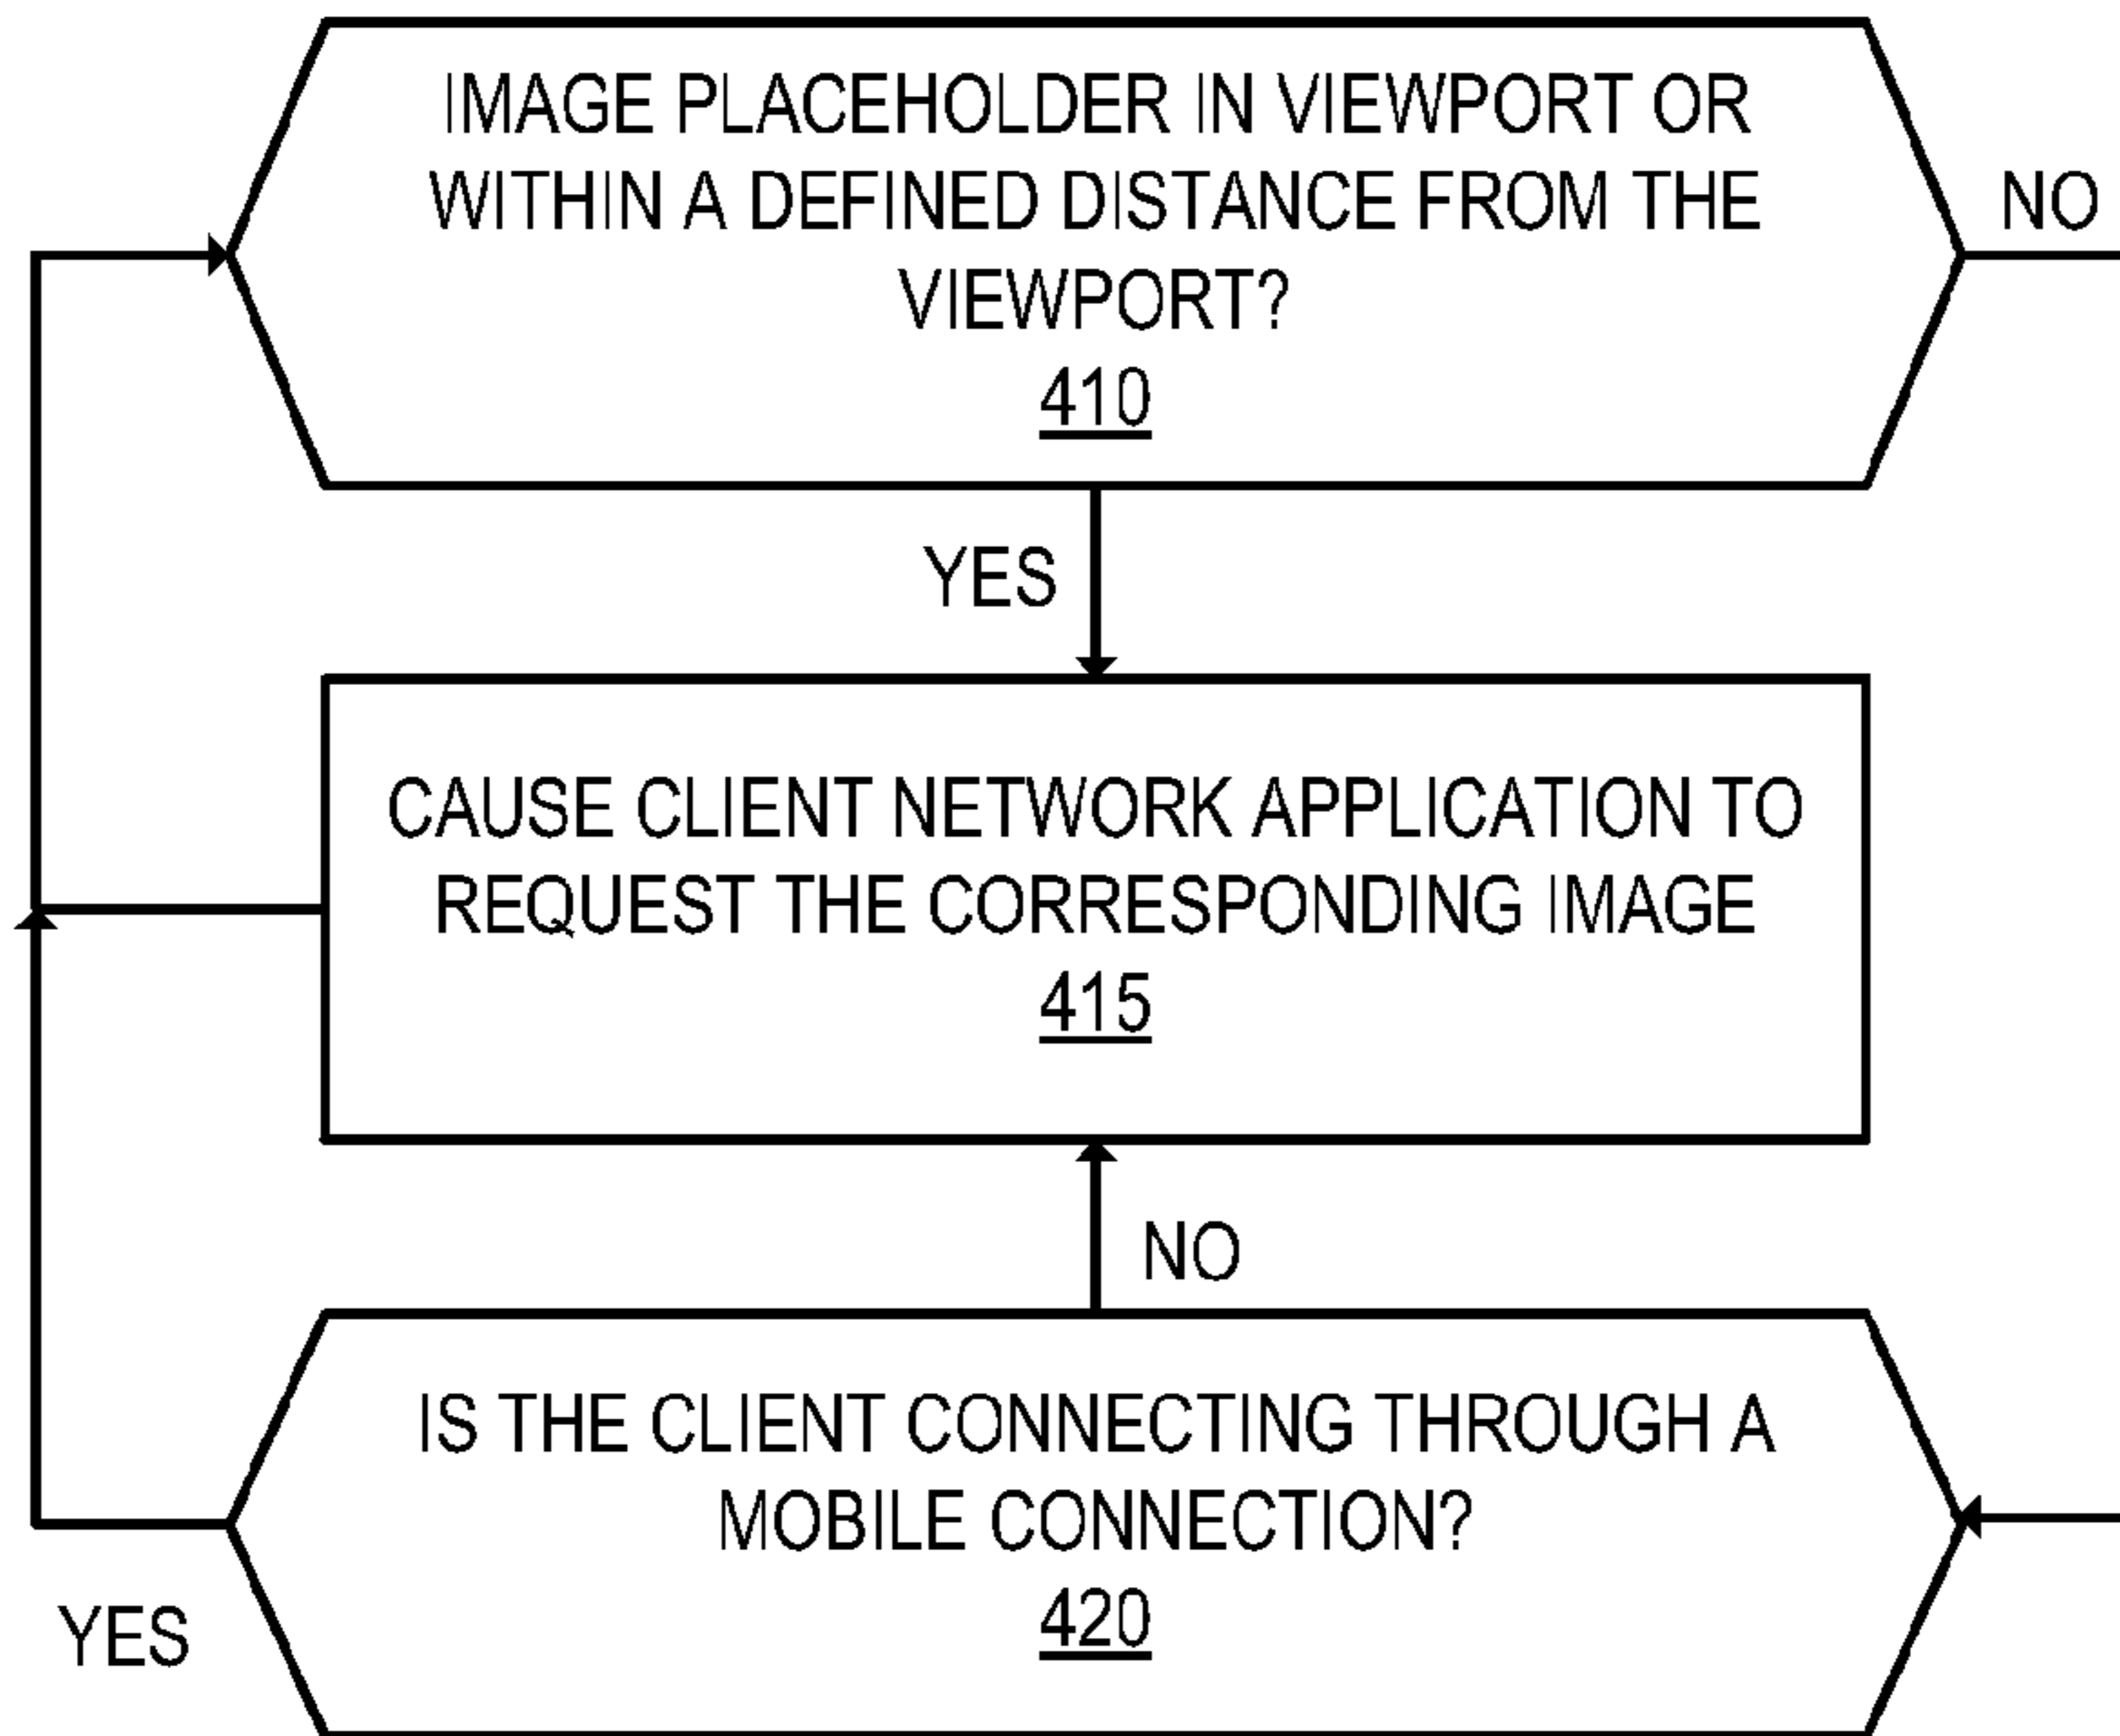 IMAGE PLACEHOLDER IN VIEWPORT OR
WITHIN A DEFINED DISTANCE FROM THE
VIEWPORT?
410
NO
YES
CAUSE CLIENT NETWORK APPLICATION TO
REQUEST THE CORRESPONDING IMAGE
415
NO
IS THE CLIENT CONNECTING THROUGH A
MOBILE CONNECTION?
420
YES